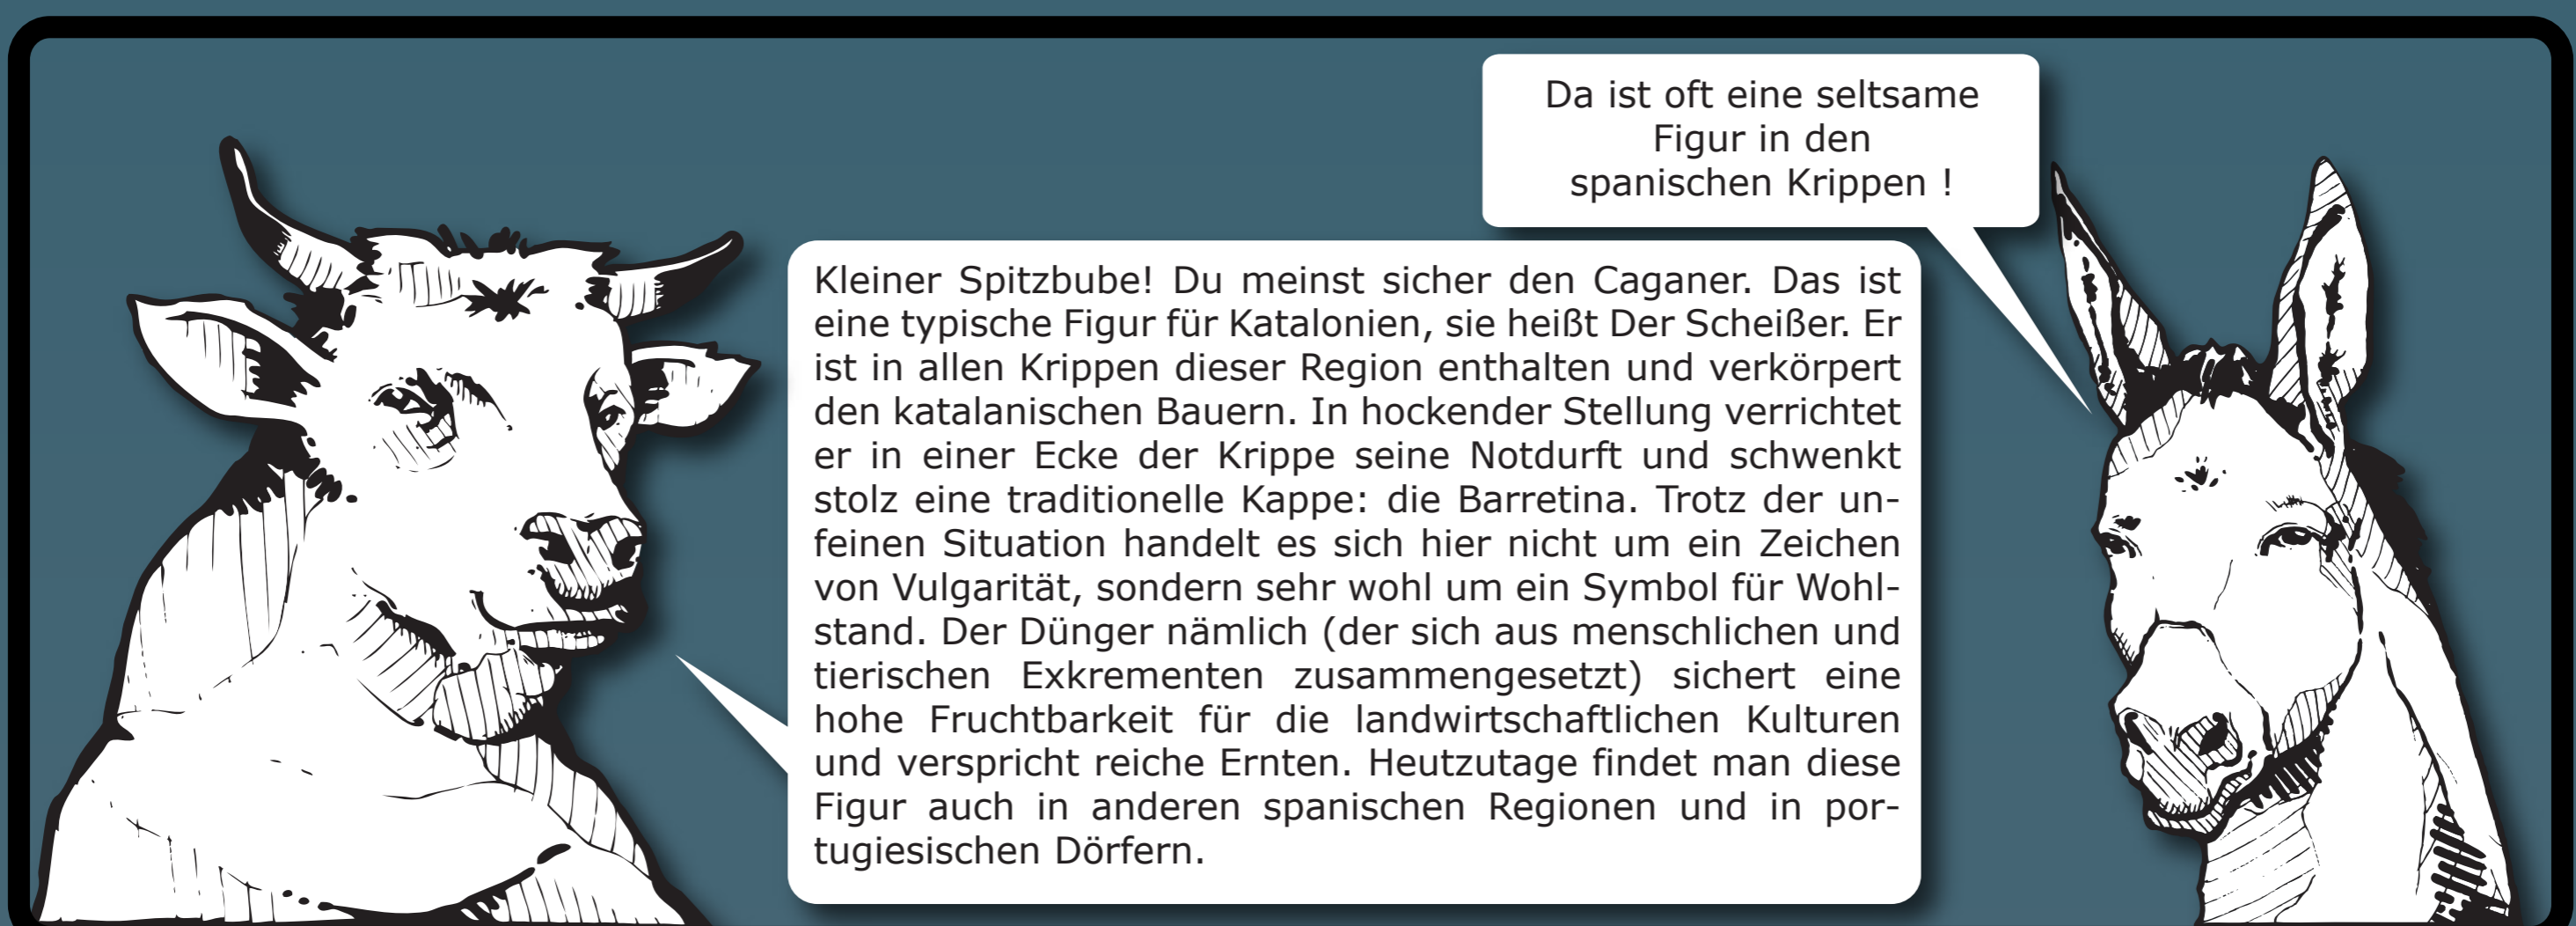 Da ist oft eine seltsame
Figur in den
spanischen Krippen !
Kleiner Spitzbube! Du meinst sicher den Caganer. Das ist
eine typische Figur für Katalonien, sie heißt Der Scheißer. Er
ist in allen Krippen dieser Region enthalten und verkörpert
den katalanischen Bauern. In hockender Stellung verrichtet
er in einer Ecke der Krippe seine Notdurft und schwenkt
stolz eine traditionelle Kappe: die Barretina. Trotz der un-
feinen Situation handelt es sich hier nicht um ein Zeichen
von Vulgarität, sondern sehr wohl um ein Symbol für Wohl-
stand. Der Dünger nämlich (der sich aus menschlichen und
tierischen Exkrementen zusammengesetzt) sichert eine
hohe Fruchtbarkeit für die landwirtschaftlichen Kulturen
und verspricht reiche Ernten. Heutzutage findet man diese
Figur auch in anderen spanischen Regionen und in por-
tugiesischen Dörfern.